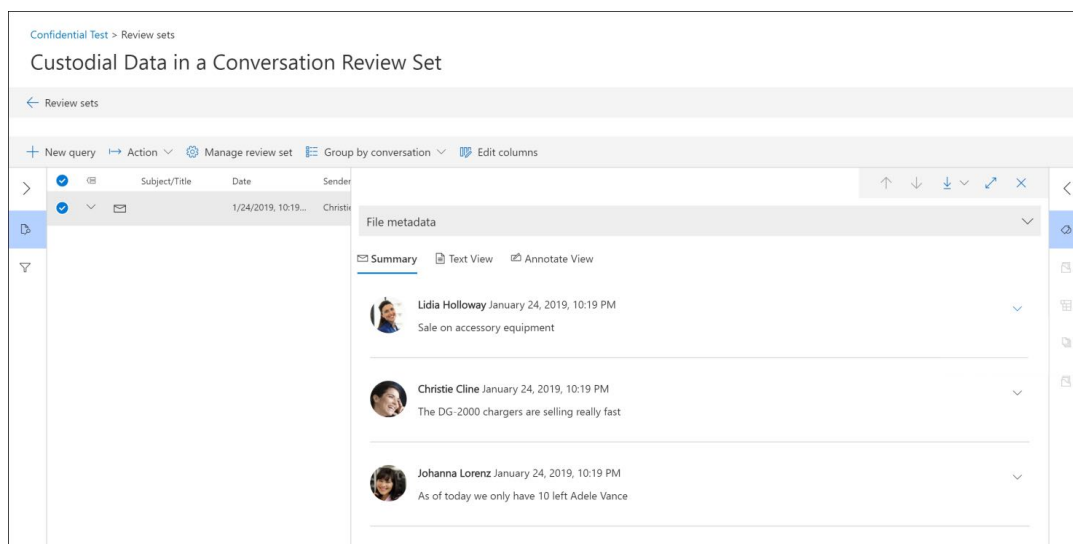 Confidential Test > Review sets
Custodial Data in a Conversation Review Set
Review sets
New query Action Manage review set Group by conversation Edit columns
Subject/Title Date Sender
1/24/2019, 10:19... Christie
File metadata
Summary Text View Annotate View
Lidia Holloway January 24, 2019, 10:19 PM
Sale on accessory equipment
Christie Cline January 24, 2019, 10:19 PM
The DG-2000 chargers are selling really fast
Johanna Lorenz January 24, 2019, 10:19 PM
As of today we only have 10 left Adele Vance